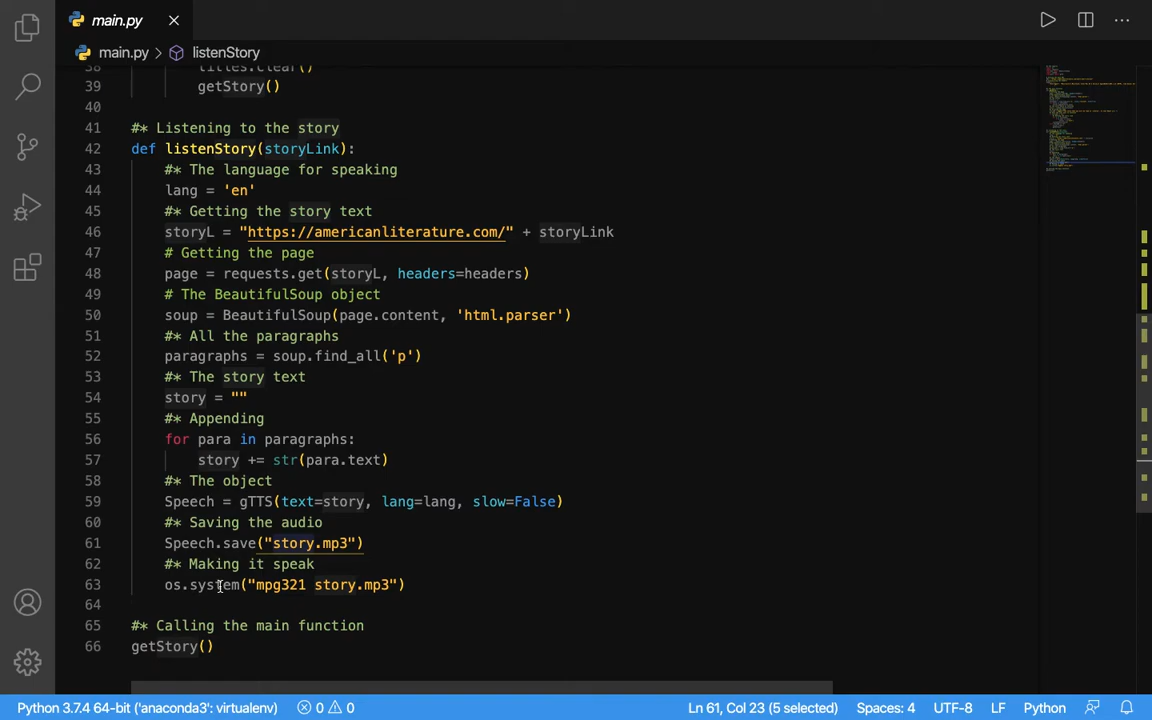 main.py
main.py > listenStory
38 titles.clear()
39 getStory()
40
41 #* Listening to the story
42 def listenStory(storyLink):
43 #* The language for speaking
44 lang = 'en'
45 #* Getting the story text
46 storyL = "https://americanliterature.com/" + storyLink
47 # Getting the page
48 page = requests.get(storyL, headers=headers)
49 # The BeautifulSoup object
50 soup = BeautifulSoup(page.content, 'html.parser')
51 #* All the paragraphs
52 paragraphs = soup.find_all('p')
53 #* The story text
54 story = ""
55 #* Appending
56 for para in paragraphs:
57 story += str(para.text)
58 #* The object
59 Speech = gTTS(text=story, lang=lang, slow=False)
60 #* Saving the audio
61 Speech.save("story.mp3")
62 #* Making it speak
63 os.system("mpg321 story.mp3")
64
65 #* Calling the main function
66 getStory()
Python 3.7.4 64-bit ('anaconda3': virtualenv) 0 0 Ln 61, Col 23 (5 selected) Spaces: 4 UTF-8 LF Python